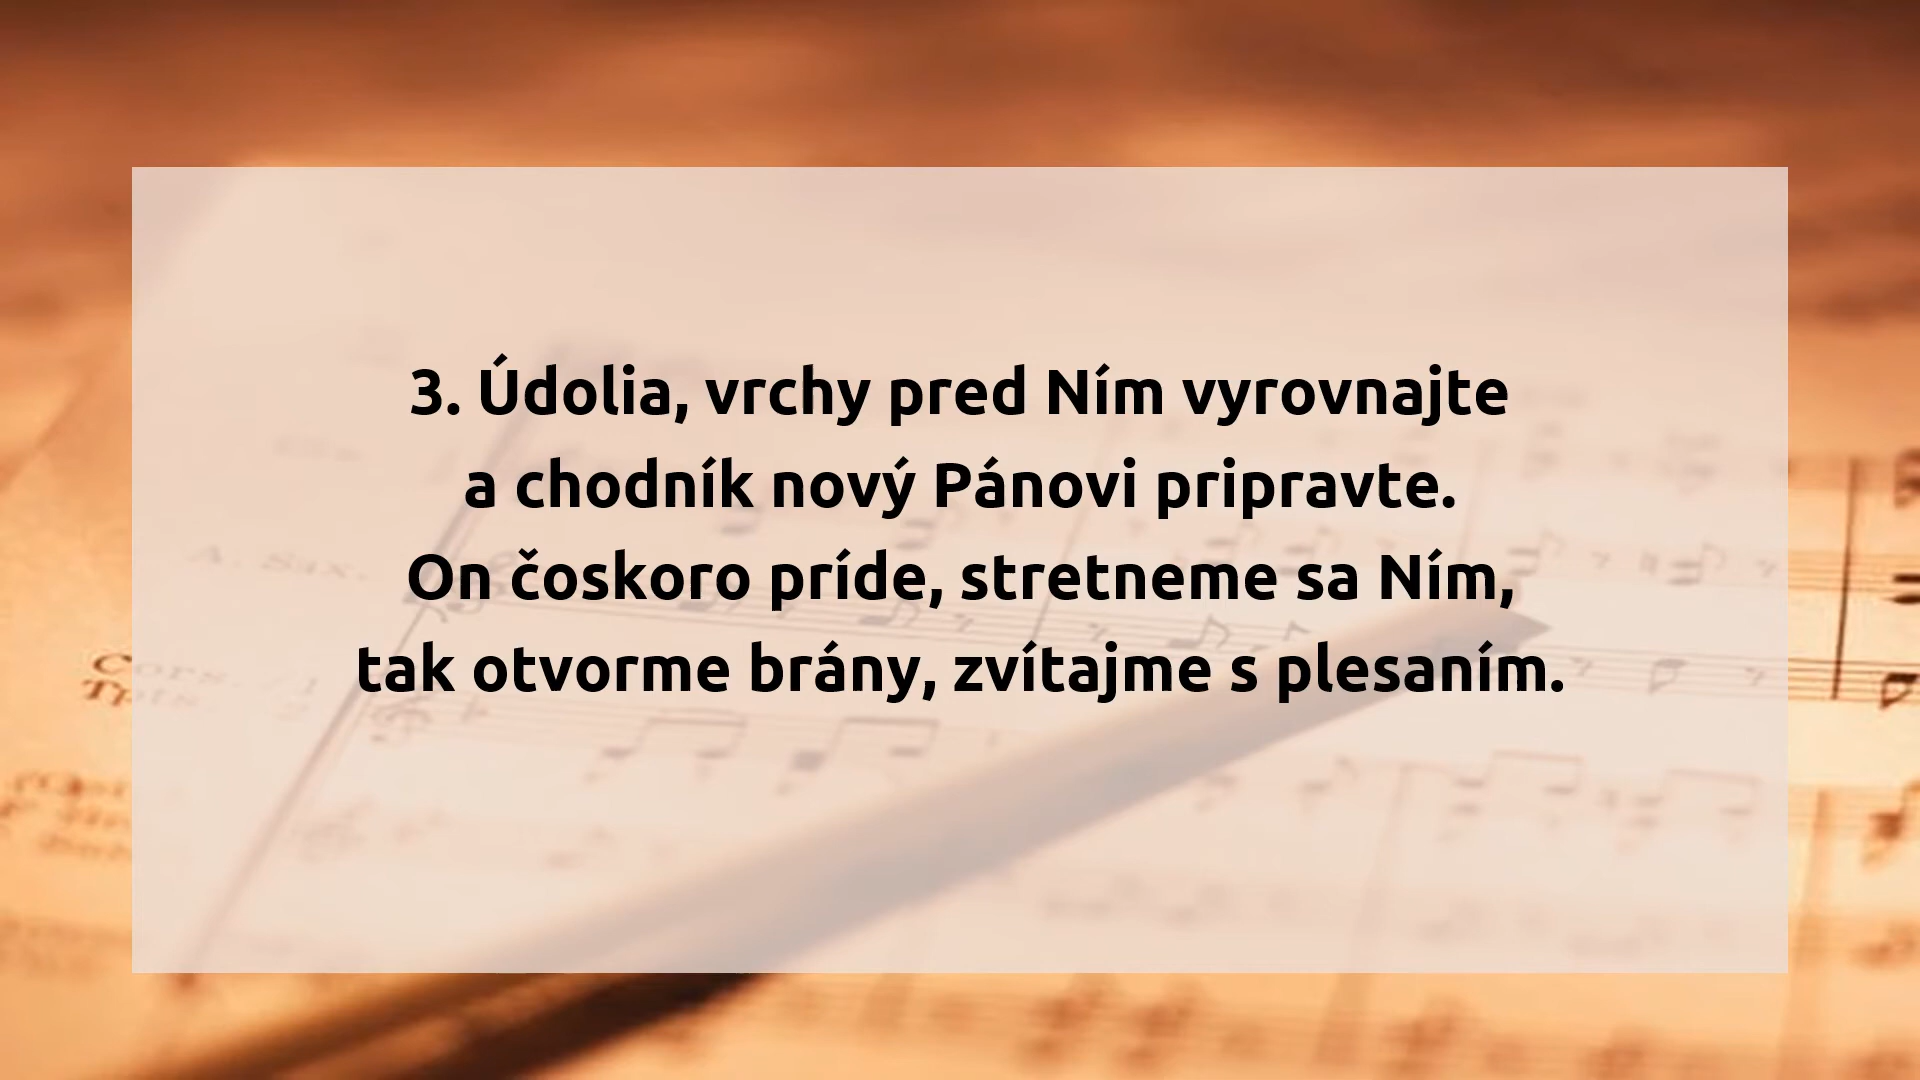 3. Údolia, vrchy pred Ním vyrovnajte
a chodník nový Pánovi pripravte.
On čoskoro príde, stretneme sa Ním,
tak otvorme brány, zvítajme s plesaním.
A. Sax.